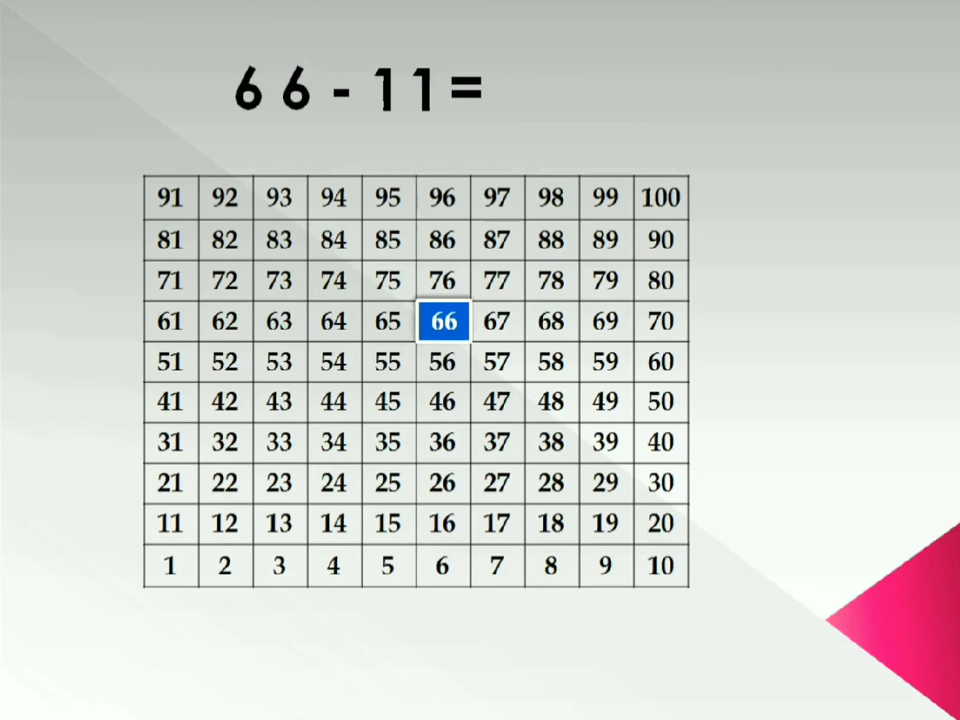 66-11=
91 92 93 94 95 96 97 98 99 100
81 82 83 84 85 86 87 88 89 90
71 72 73 74 75 76 77 78 79 80
61 62 63 64 65 66 67 68 69 70
51 52 53 54 55 56 57 58 59 60
41 42 43 44 45 46 47 48 49 50
31 32 33 34 35 36 37 38 39 40
21 22 23 24 25 26 27 28 29 30
11 12 13 14 15 16 17 18 19 20
1 2 3 4 5 6 7 8 9 10